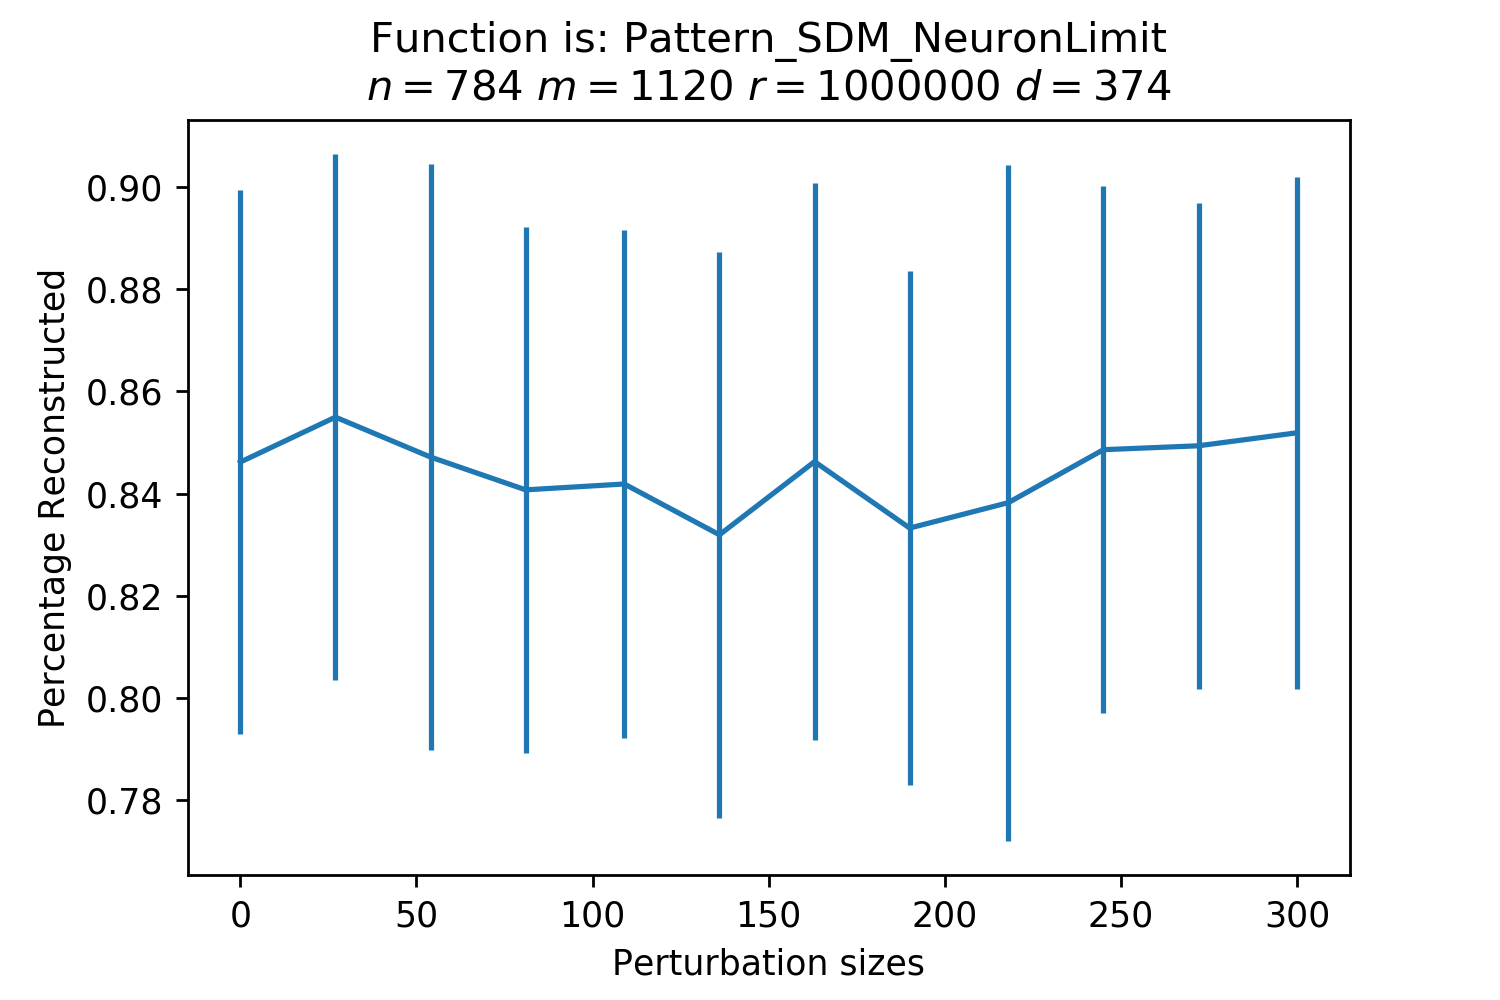 Function is: Pattern_SDM_NeuronLimit
n = 784 m = 1120 r = 1000000 d = 374
Percentage Reconstructed
0.90
0.88
0.86
0.84
0.82
0.80
0.78
0 50 100 150 200 250 300
Perturbation sizes